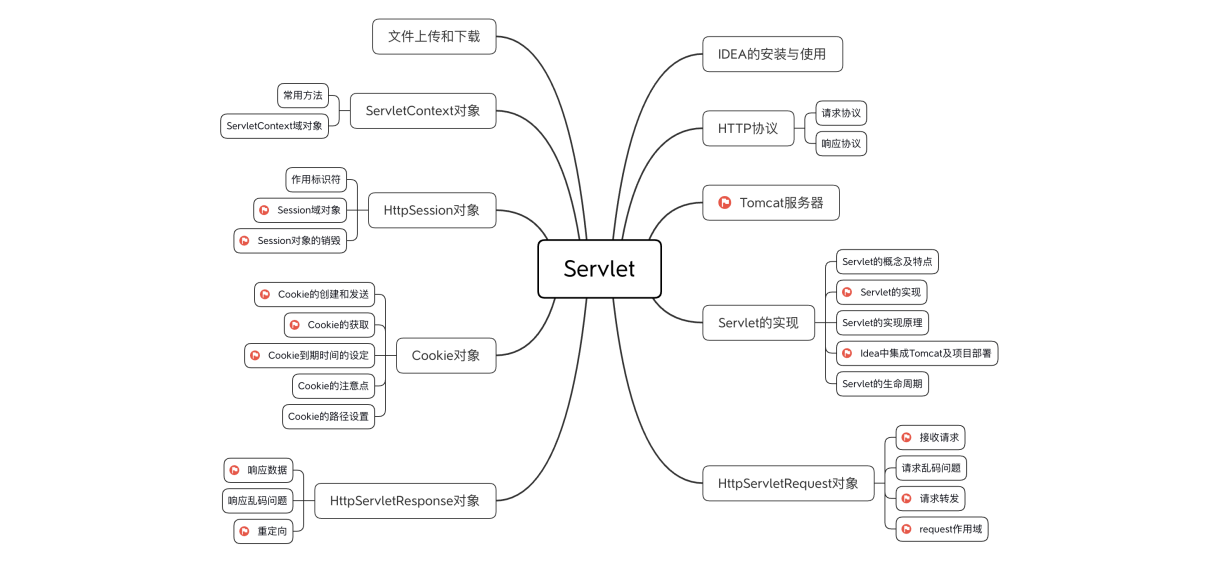 Servlet
IDEA的安装与使用
HTTP协议
请求协议
响应协议
Tomcat服务器
Servlet的实现
Servlet的概念及特点
Servlet的实现
Servlet的实现原理
Idea中集成Tomcat及项目部署
Servlet的生命周期
HttpServletRequest对象
接收请求
请求乱码问题
请求转发
request作用域
文件上传和下载
ServletContext对象
常用方法
ServletContext域对象
HttpSession对象
作用标识符
Session域对象
Session对象的销毁
Cookie对象
Cookie的创建和发送
Cookie的获取
Cookie到期时间的设定
Cookie的注意点
Cookie的路径设置
HttpServletResponse对象
响应数据
响应乱码问题
重定向